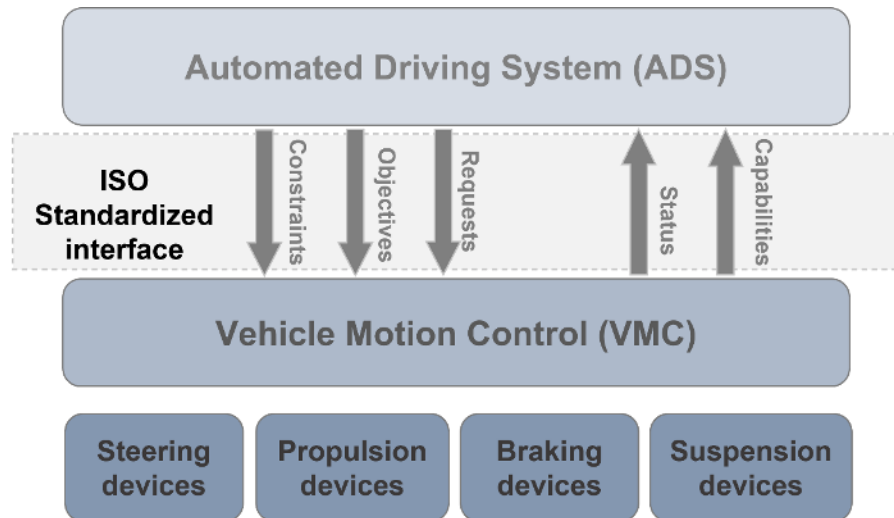 Automated Driving System (ADS)
ISO
Standardized
interface
Constraints
Objectives
Requests
Status
Capabilities
Vehicle Motion Control (VMC)
Steering
devices
Propulsion
devices
Braking
devices
Suspension
devices